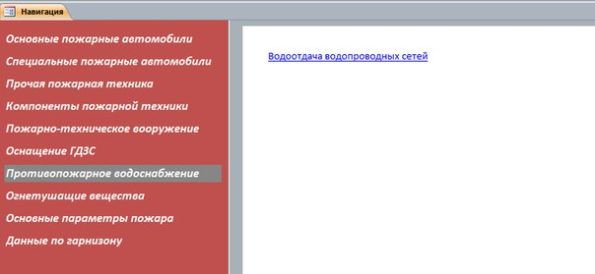 Навигация
Основные пожарные автомобили
Специальные пожарные автомобили
Прочая пожарная техника
Компоненты пожарной техники
Пожарно-техническое вооружение
Оснащение ГДЗС
Противопожарное водоснабжение
Огнетушащие вещества
Основные параметры пожара
Данные по гарнизону
Водоотдача водопроводных сетей